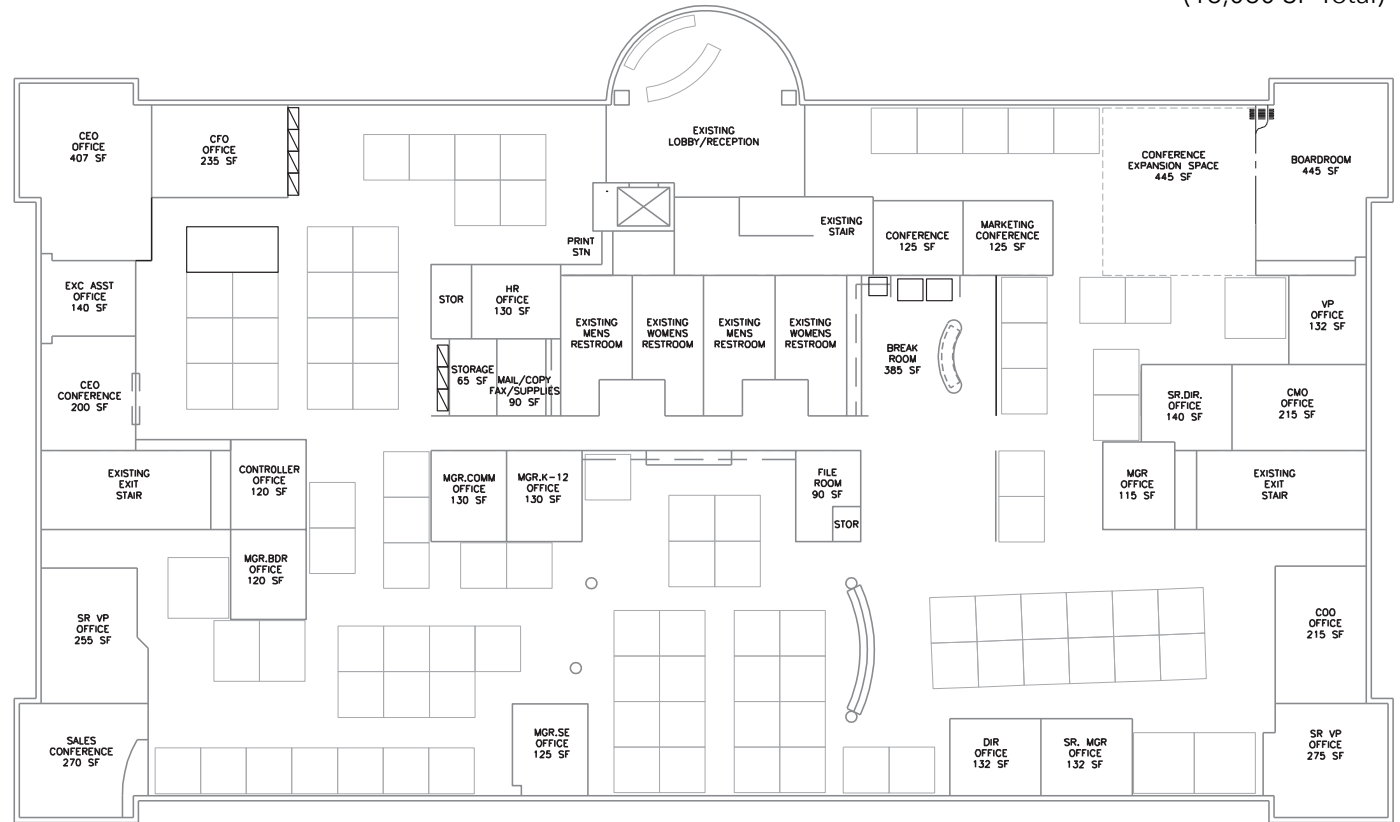 CEO
OFFICE
407 SF
CFO
OFFICE
235 SF
EXISTING
LOBBY/RECEPTION
CONFERENCE
EXPANSION SPACE
445 SF
BOARDROOM
445 SF
EXISTING
STAIR
CONFERENCE
125 SF
MARKETING
CONFERENCE
125 SF
PRINT
STN
EXC ASST
OFFICE
140 SF
STOR
HR
OFFICE
130 SF
EXISTING
MENS
RESTROOM
EXISTING
WOMENS
RESTROOM
EXISTING
MENS
RESTROOM
EXISTING
WOMENS
RESTROOM
BREAK
ROOM
385 SF
VP
OFFICE
132 SF
CEO
CONFERENCE
200 SF
STORAGE
65 SF
MAIL/COPY
FAX/SUPPLIES
90 SF
SR.DIR.
OFFICE
140 SF
CMO
OFFICE
215 SF
EXISTING
EXIT
STAIR
CONTROLLER
OFFICE
120 SF
MGR.COMM
OFFICE
130 SF
MGR.K-12
OFFICE
130 SF
FILE
ROOM
90 SF
STOR
MGR
OFFICE
115 SF
EXISTING
EXIT
STAIR
MGR.BDR
OFFICE
120 SF
SR VP
OFFICE
255 SF
COO
OFFICE
215 SF
SALES
CONFERENCE
270 SF
MGR.SE
OFFICE
125 SF
DIR
OFFICE
132 SF
SR. MGR
OFFICE
132 SF
SR VP
OFFICE
275 SF